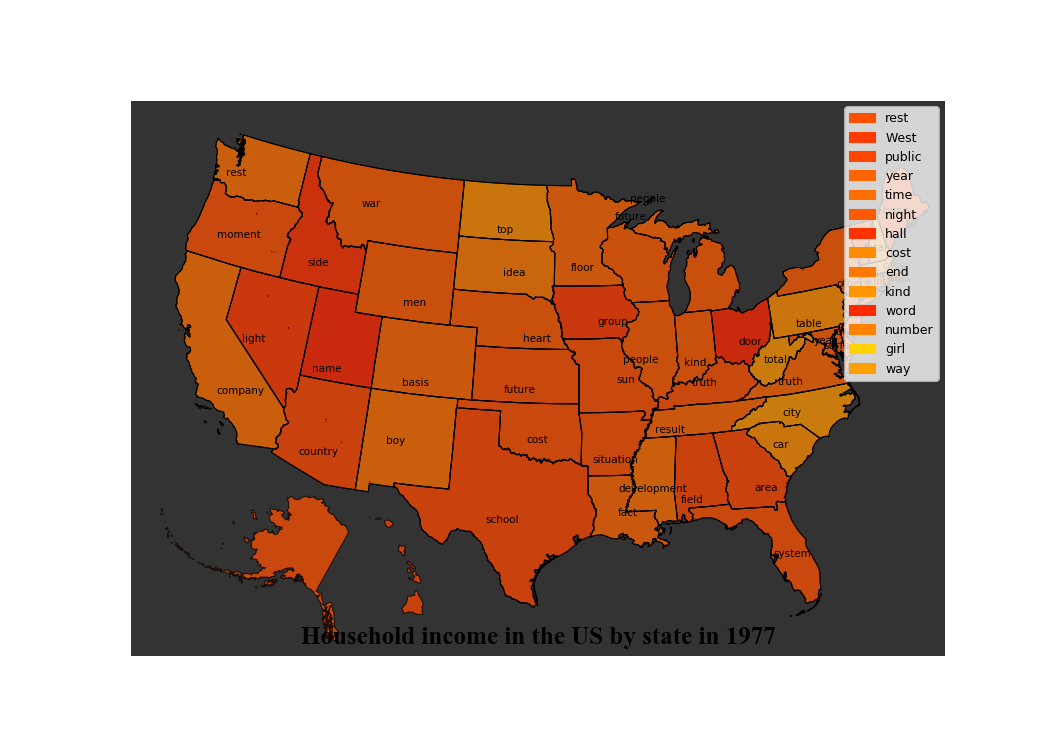 rest
West
public
year
time
night
hall
cost
end
kind
word
number
girl
way
rest
war
people
future
moment
top
side
idea
floor
men
heart
group
table
light
door
name
people
kind
total
basis
sun
truth
truth
company
future
city
boy
cost
result
car
country
situation
development
area
field
school
fact
system
Household income in the US by state in 1977